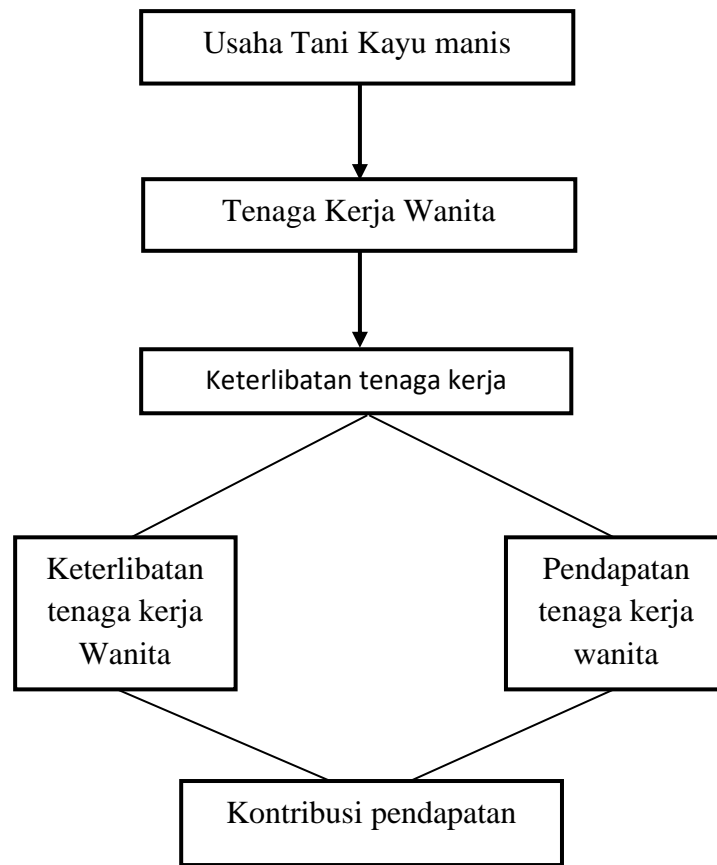 Usaha Tani Kayu manis
Tenaga Kerja Wanita
Keterlibatan tenaga kerja
Keterlibatan
tenaga kerja
Wanita
Pendapatan
tenaga kerja
wanita
Kontribusi pendapatan